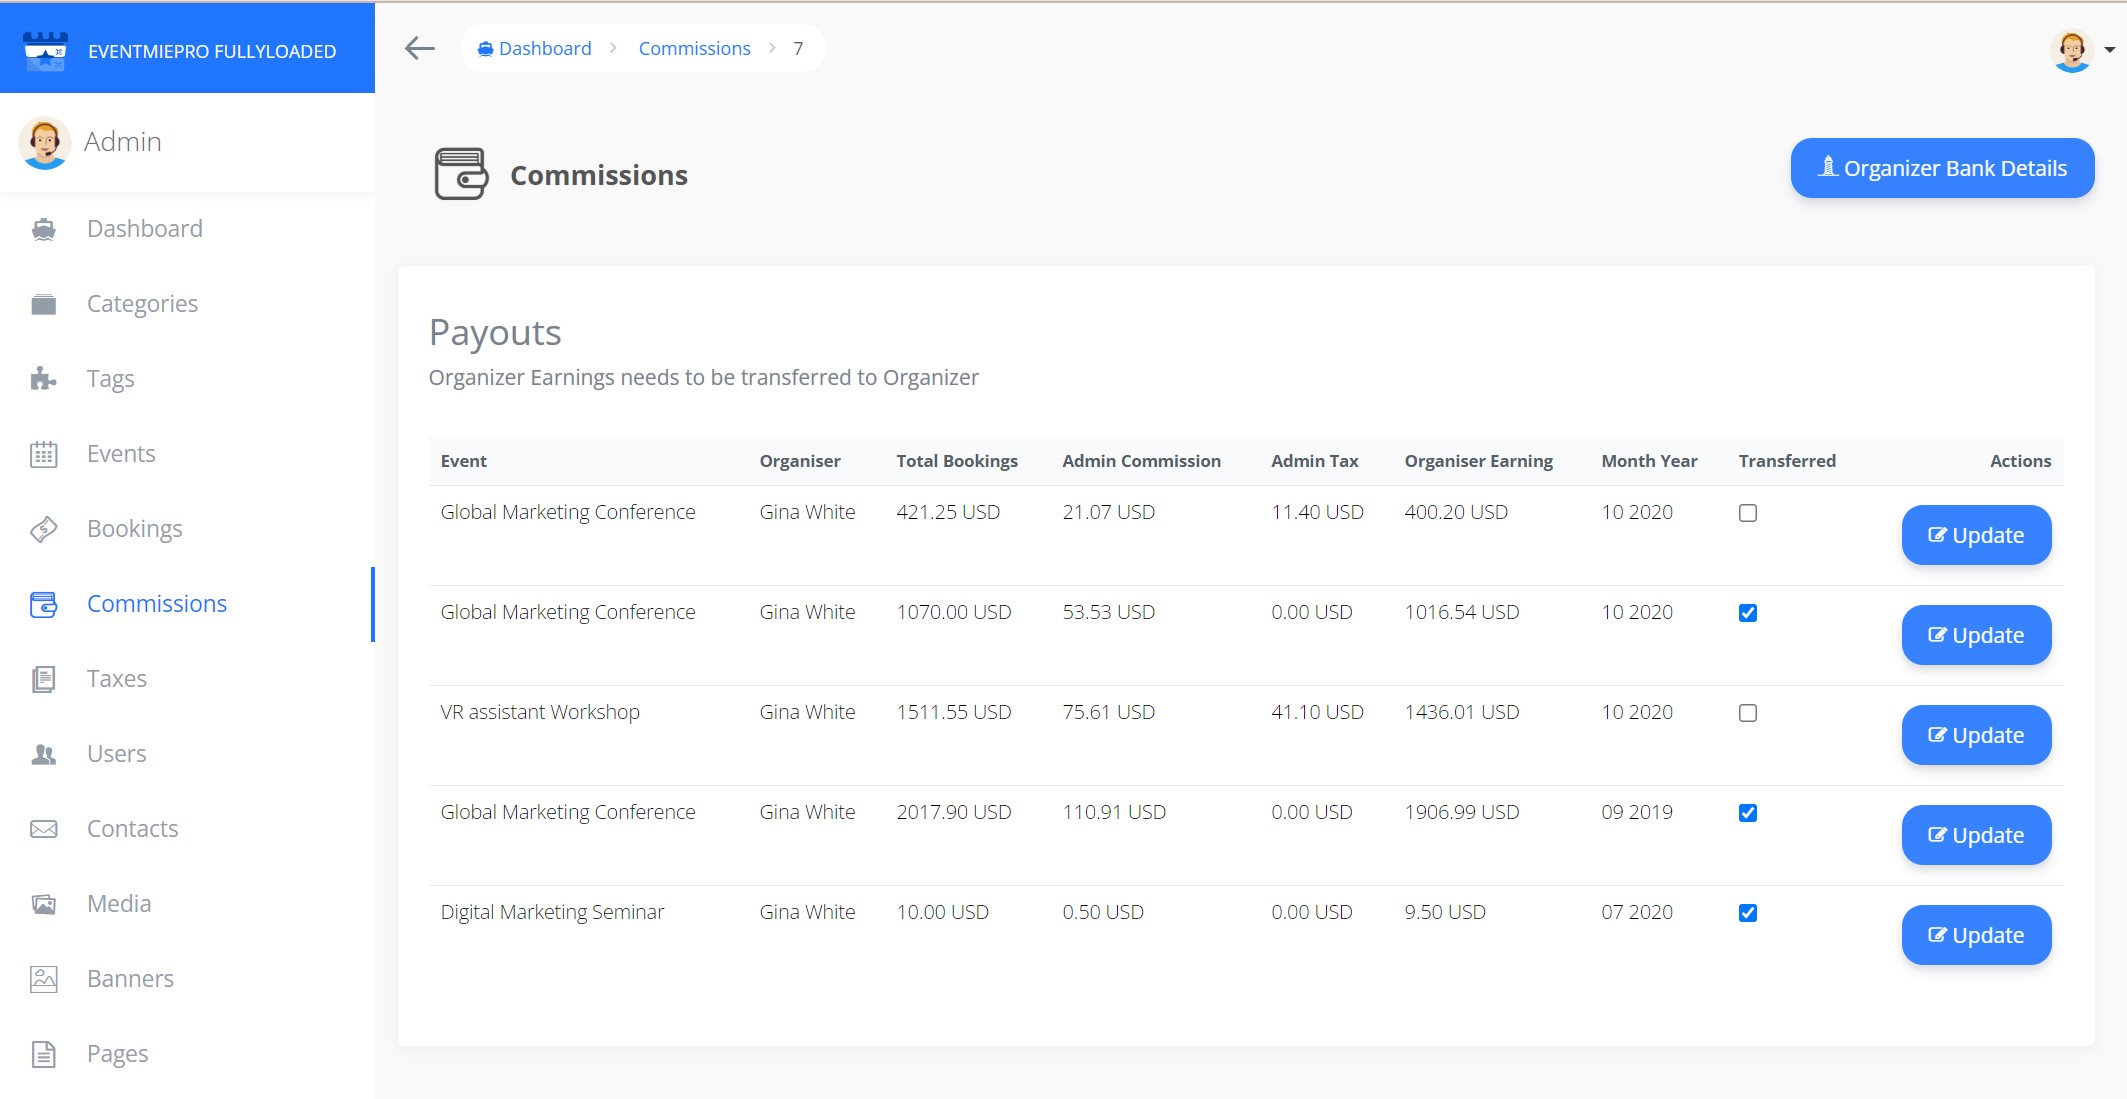 EVENTMIEPRO FULLYLOADED
Admin
Dashboard
Categories
Tags
Events
Bookings
Commissions
Taxes
Users
Contacts
Media
Banners
Pages
Dashboard > Commissions > 7
Commissions
Organizer Bank Details
Payouts
Organizer Earnings needs to be transferred to Organizer
Event Organiser Total Bookings Admin Commission Admin Tax Organiser Earning Month Year Transferred Actions
Global Marketing Conference Gina White 421.25 USD 21.07 USD 11.40 USD 400.20 USD 10 2020 Update
Global Marketing Conference Gina White 1070.00 USD 53.53 USD 0.00 USD 1016.54 USD 10 2020 Update
VR assistant Workshop Gina White 1511.55 USD 75.61 USD 41.10 USD 1436.01 USD 10 2020 Update
Global Marketing Conference Gina White 2017.90 USD 110.91 USD 0.00 USD 1906.99 USD 09 2019 Update
Digital Marketing Seminar Gina White 10.00 USD 0.50 USD 0.00 USD 9.50 USD 07 2020 Update